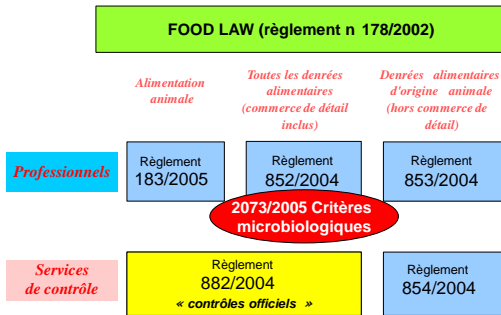 FOOD LAW (règlement n 178/2002)
Alimentation
animale
Toutes les denrées
alimentaires
(commerce de détail
inclus)
Denrées alimentaires
d'origine animale
(hors commerce de
détail)
Professionnels
Règlement
183/2005
Règlement
852/2004
Règlement
853/2004
2073/2005 Critères
microbiologiques
Services
de contrôle
Règlement
882/2004
« contrôles officiels »
Règlement
854/2004